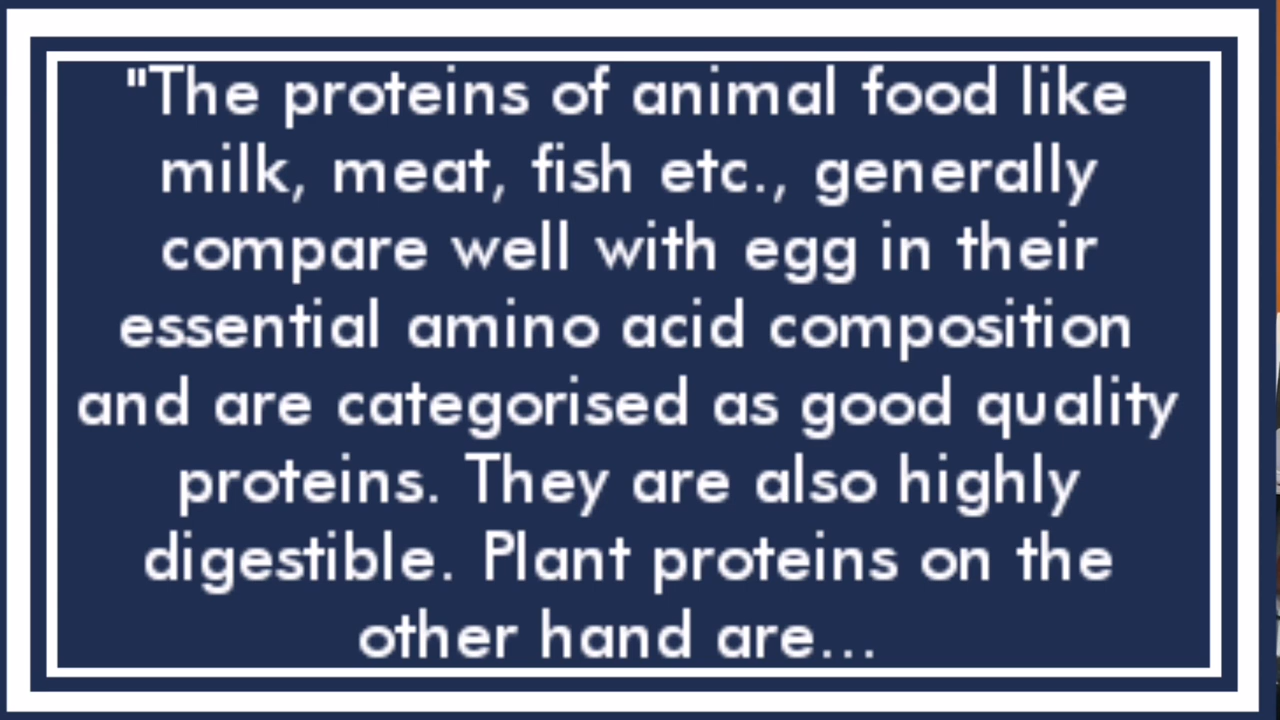 "The proteins of animal food like
milk, meat, fish etc., generally
compare well with egg in their
essential amino acid composition
and are categorised as good quality
proteins. They are also highly
digestible. Plant proteins on the
other hand are...